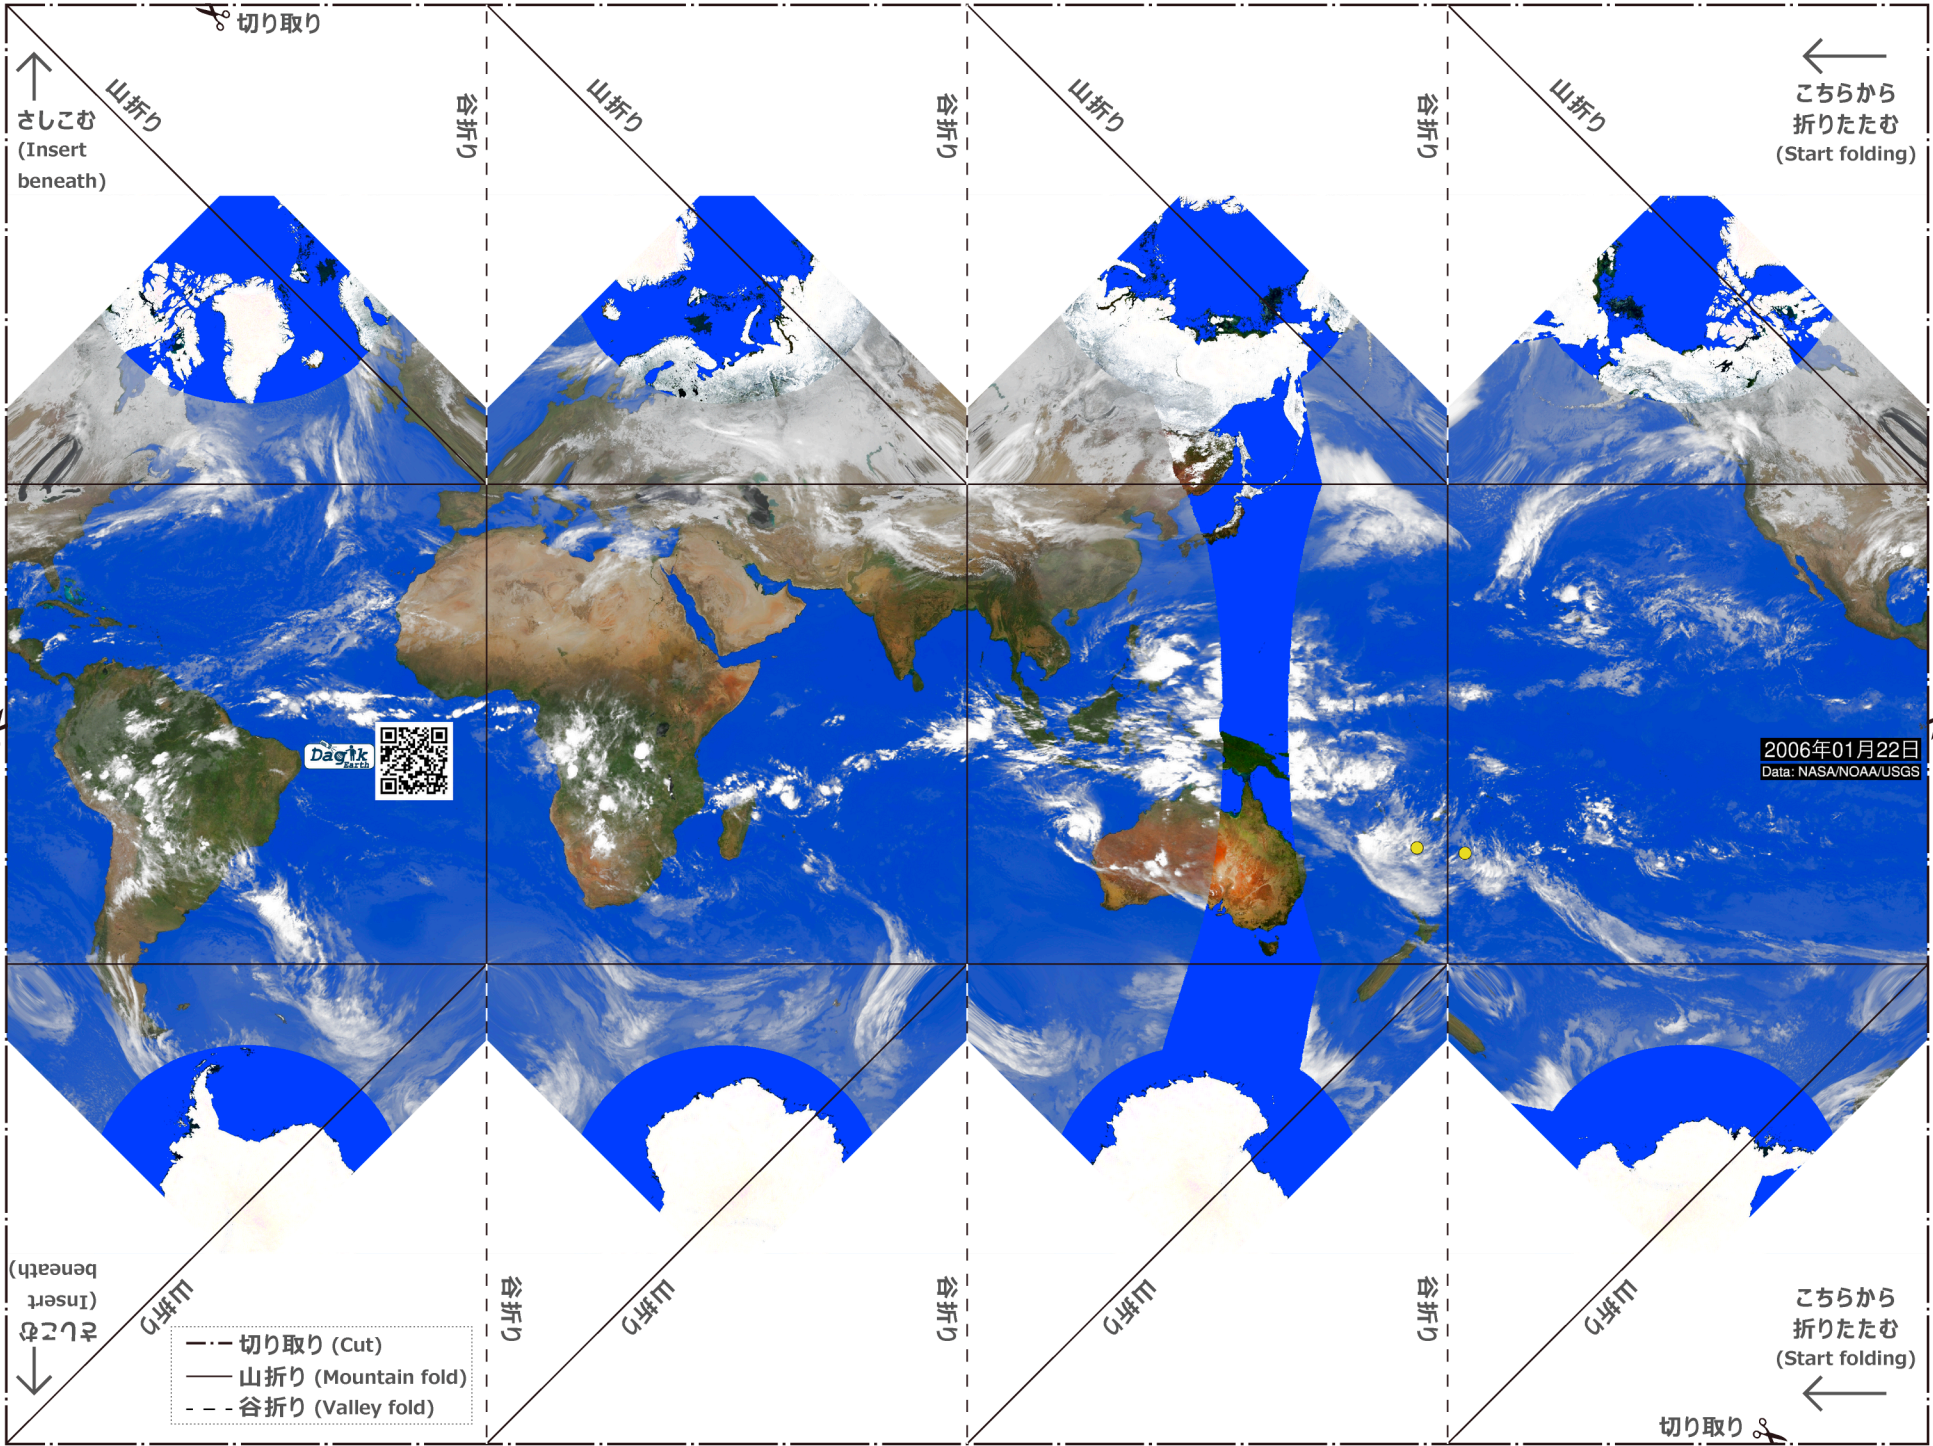 切り取り
山折り
谷折り
山折り
谷折り
山折り
谷折り
山折り
さしこむ
(Insert
beneath)
こちらから
折りたたむ
(Start folding)
Dagik
Earth
2006年01月22日
Data: NASA/NOAA/USGS
さしこむ
(Insert
beneath)
山折り
谷折り
山折り
谷折り
山折り
谷折り
山折り
こちらから
折りたたむ
(Start folding)
切り取り (Cut)
山折り (Mountain fold)
谷折り (Valley fold)
切り取り